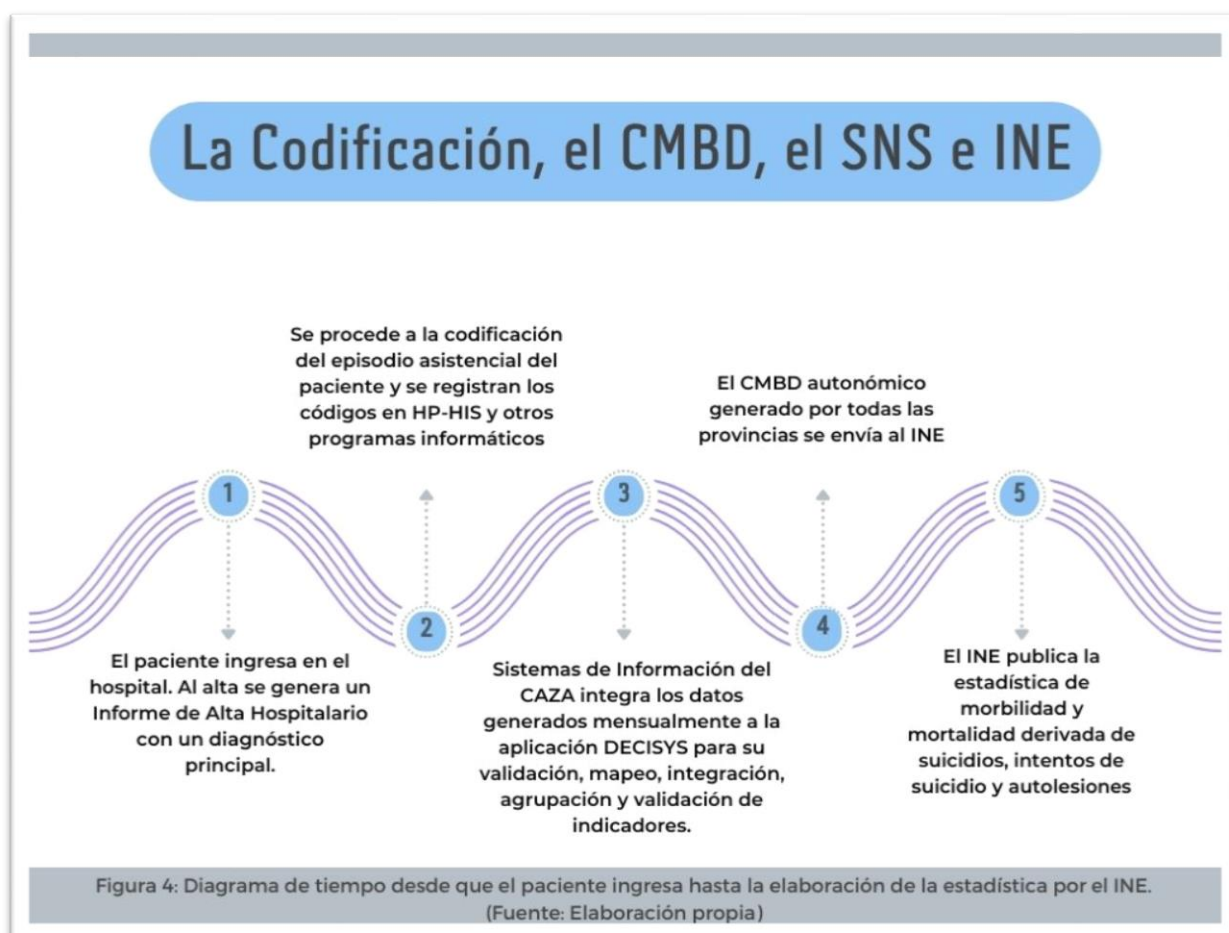 La Codificación, el CMBD, el SNS e INE
1
El paciente ingresa en el
hospital. Al alta se genera un
Informe de Alta Hospitalario
con un diagnóstico
principal.
2
Se procede a la codificación
del episodio asistencial del
paciente y se registran los
códigos en HP-HIS y otros
programas informáticos
3
Sistemas de Información del
CAZA integra los datos
generados mensualmente a la
aplicación DECISYS para su
validación, mapeo, integración,
agrupación y validación de
indicadores.
4
El CMBD autonómico
generado por todas las
provincias se envía al INE
5
El INE publica la
estadística de
morbilidad y
mortalidad derivada de
suicidios, intentos de
suicidio y autolesiones
Figura 4: Diagrama de tiempo desde que el paciente ingresa hasta la elaboración de la estadística por el INE.
(Fuente: Elaboración propia)